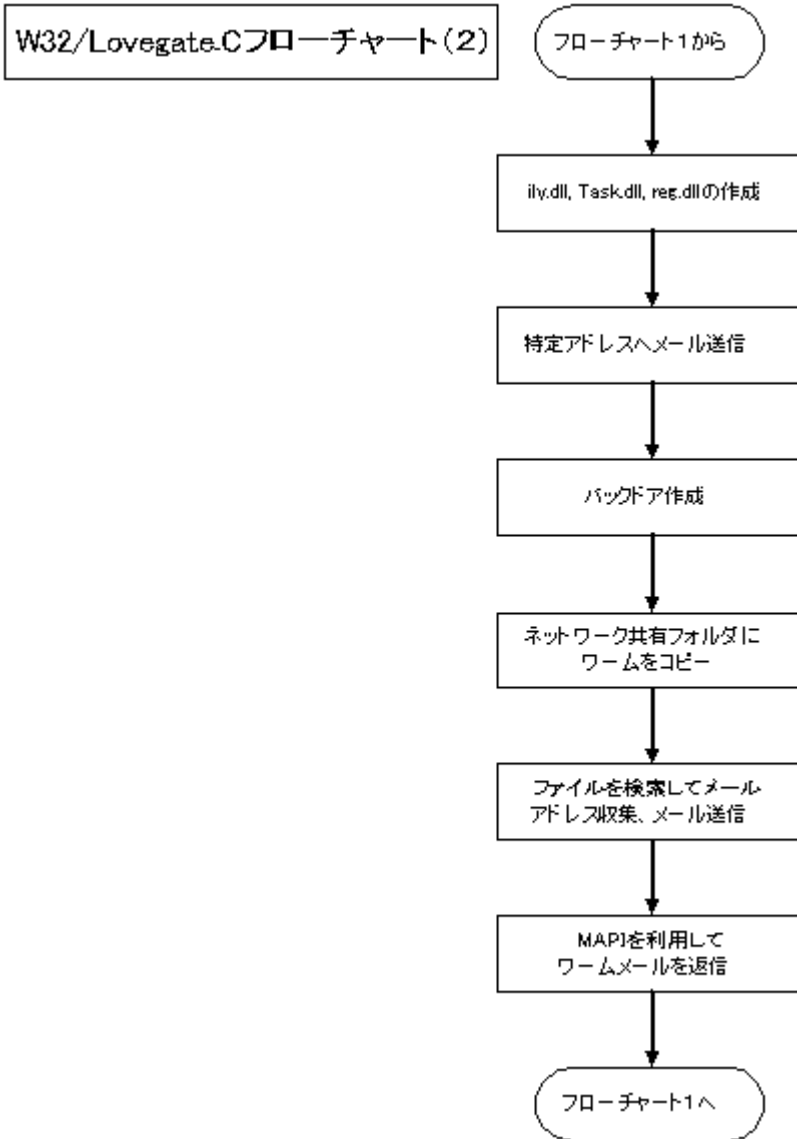 W32/Lovegate.Cフローチャート(2)
フローチャート1から
ily.dll, Task.dll, reg.dllの作成
特定アドレスへメール送信
バックドア作成
ネットワーク共有フォルダに
ワームをコピー
ファイルを検索してメール
アドレス収集、メール送信
MAPIを利用して
ワームメールを返信
フローチャート1へ